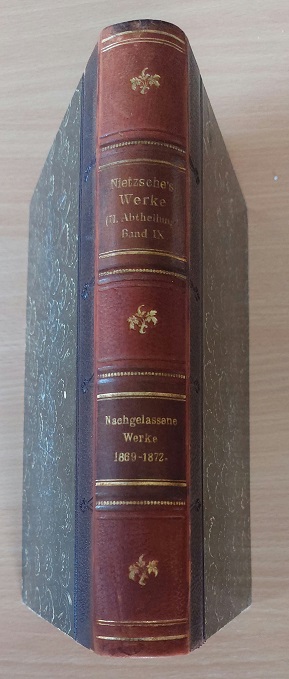 Nietzsche's
Werke
(II. Abtheilung
Band IX
Nachgelassene
Werke
1869-1872.